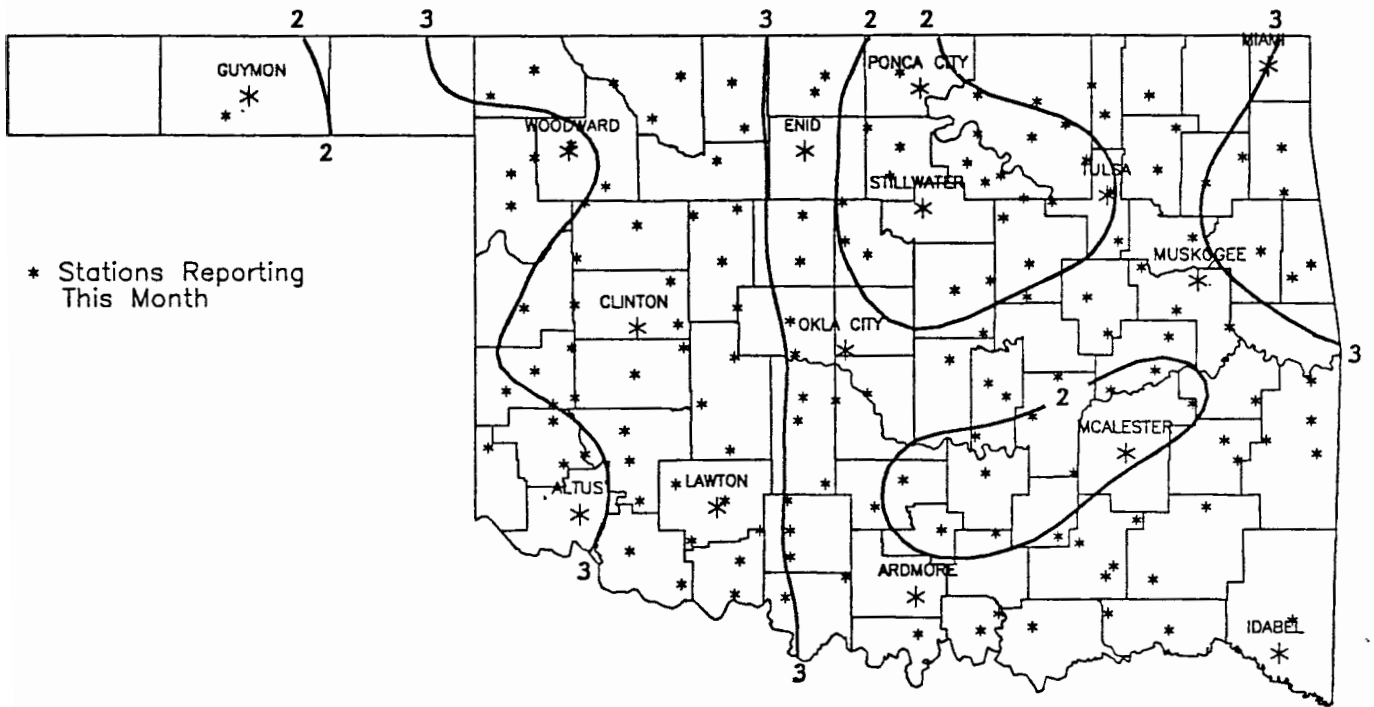 2 3 3 2 2 3
MIAMI
PONCA CITY
GUYMON
WOODWARD
ENID
2
TULSA
STILLWATER
MUSKOGEE
* Stations Reporting
This Month
CLINTON
OKLA CITY
3
2
MCALESTER
LAWTON
ALTUS
3
ARDMORE
IDABEL
3